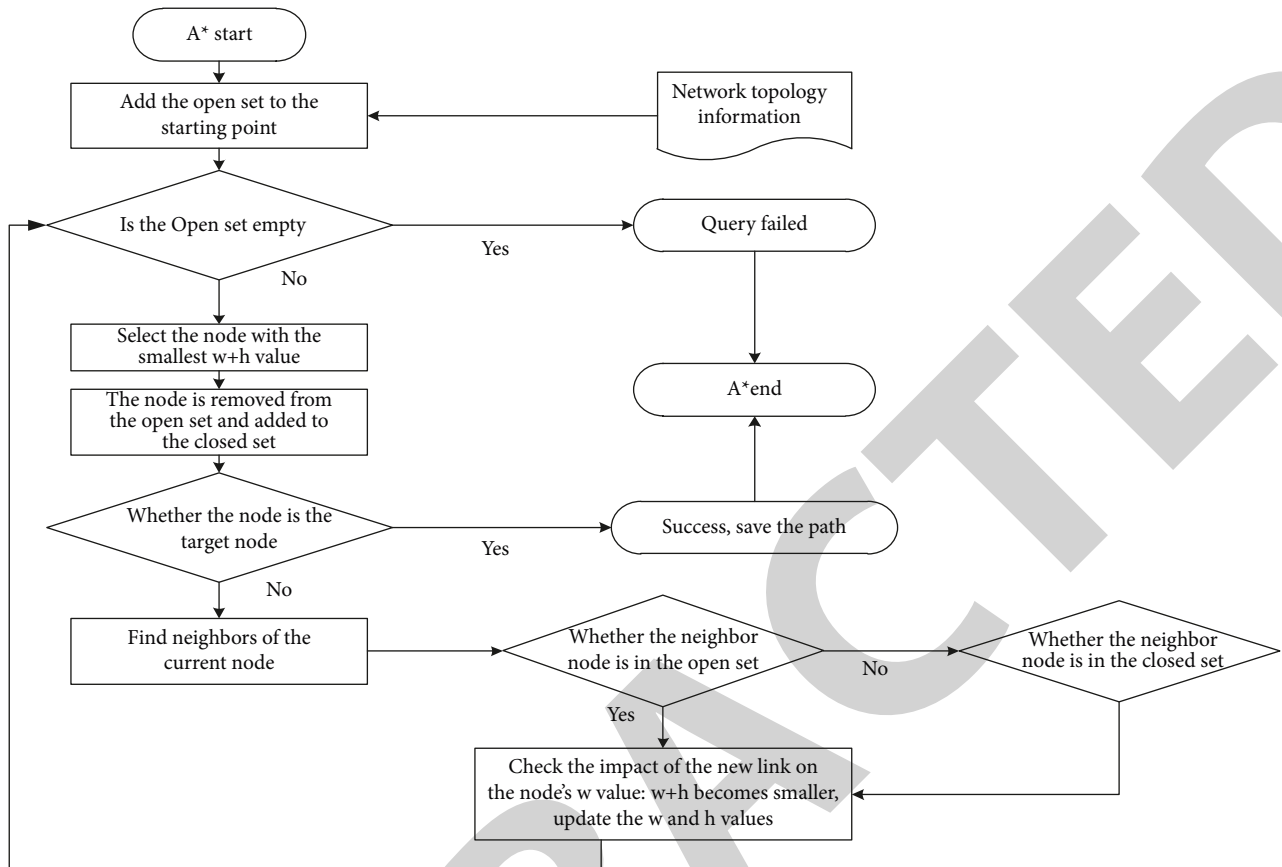 A* start
Add the open set to the
starting point
Network topology
information
Is the Open set empty
Yes
Query failed
No
Select the node with the
smallest w+h value
The node is removed from
the open set and added to
the closed set
A*end
Whether the node is the
target node
Yes
Success, save the path
No
Find neighbors of the
current node
Whether the neighbor
node is in the open set
No
Whether the neighbor
node is in the closed set
Yes
Check the impact of the new link on
the node's w value: w+h becomes smaller,
update the w and h values
RACTED